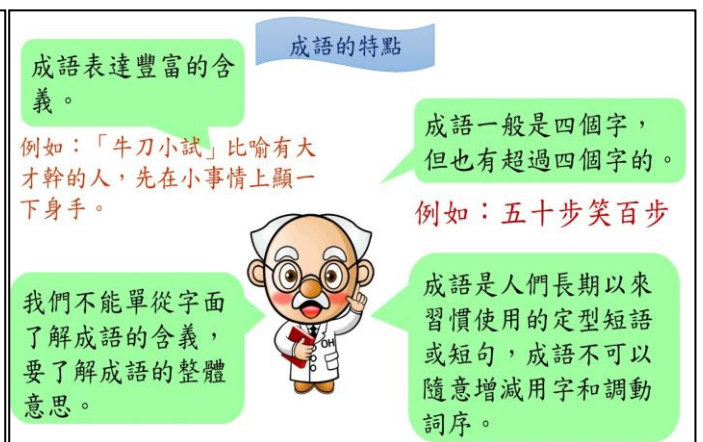 成語的特點
成語表達豐富的含
義。
例如：「牛刀小試」比喻有大
才幹的人，先在小事情上顯一
下身手。
成語一般是四個字，
但也有超過四個字的。
例如：五十步笑百步
我們不能單從字面
了解成語的含義，
要了解成語的整體
意思。
成語是人們長期以來
習慣使用的定型短語
或短句，成語不可以
隨意增減用字和調動
詞序。
OH